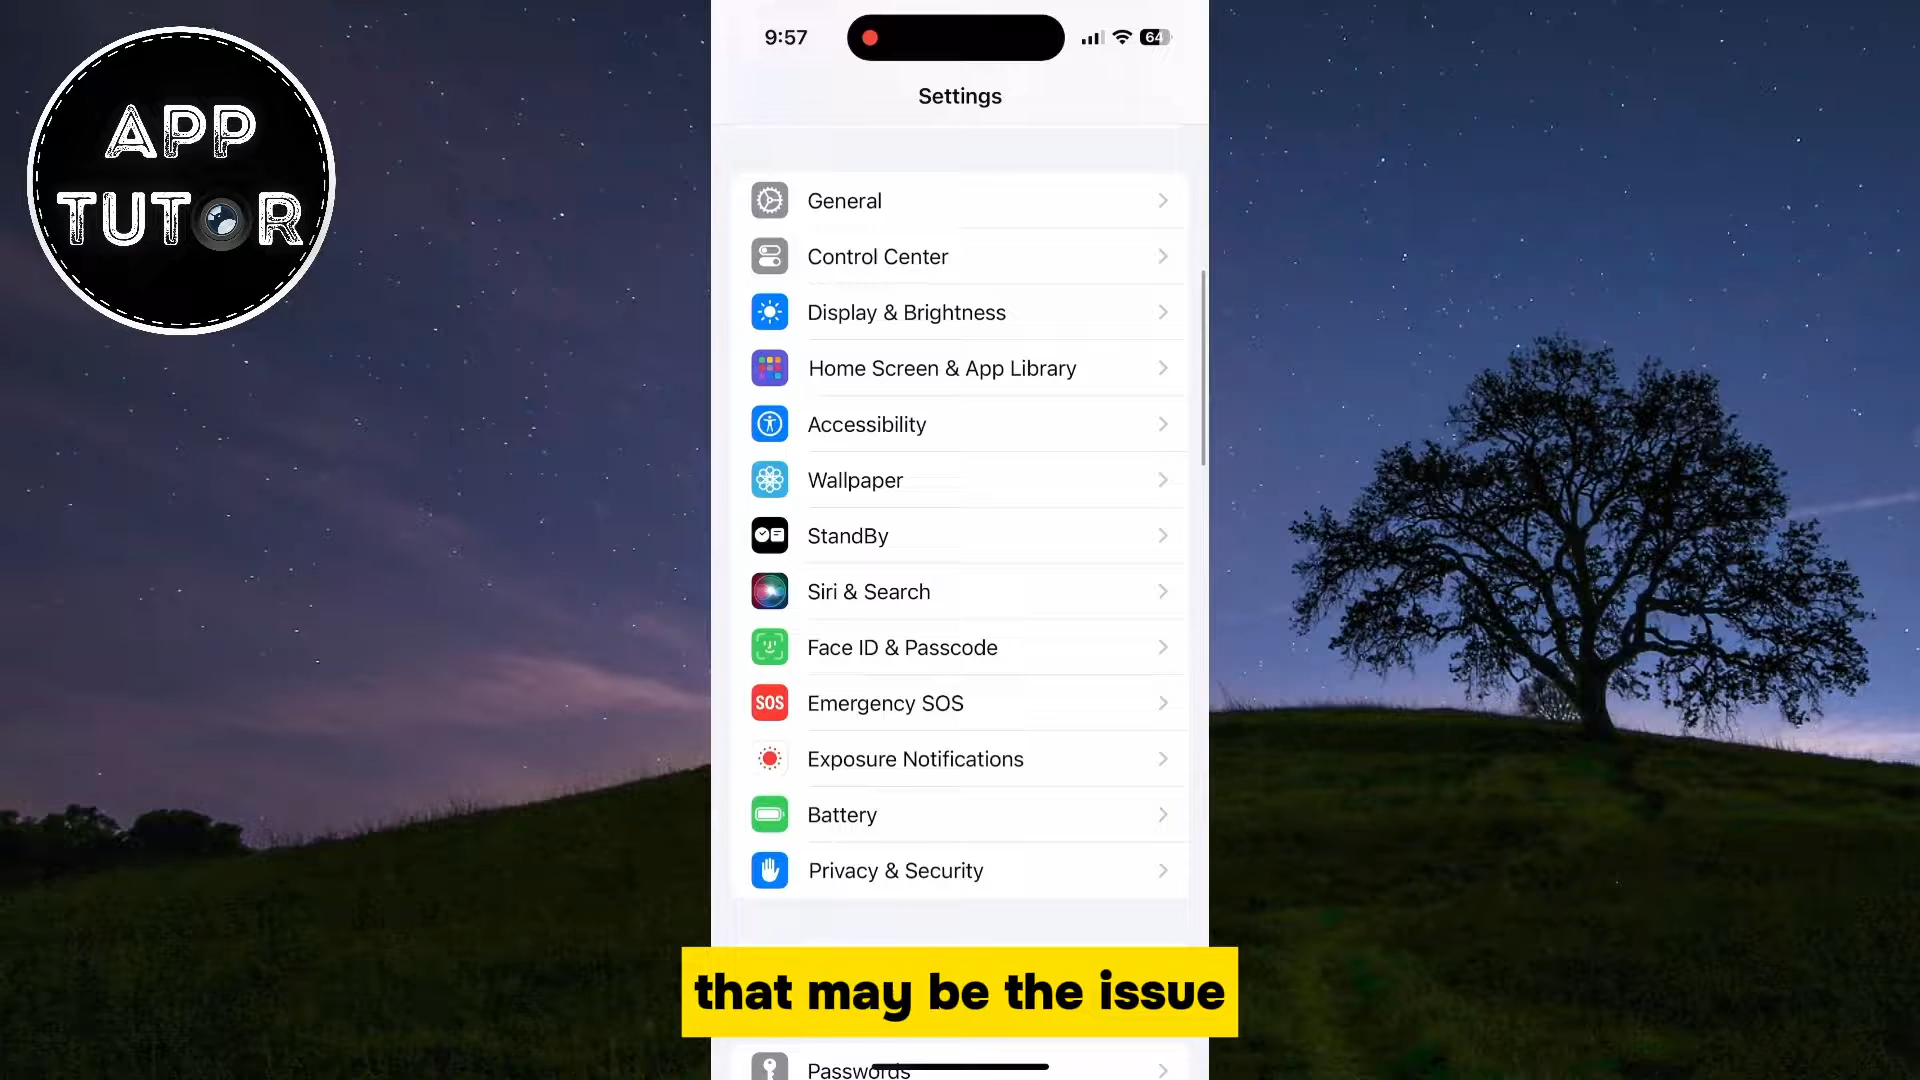 APP
TUTOR
9:57
64
Settings
General
Control Center
Display & Brightness
Home Screen & App Library
Accessibility
Wallpaper
StandBy
Siri & Search
Face ID & Passcode
SOS
Emergency SOS
Exposure Notifications
Battery
Privacy & Security
that may be the issue
Passwords